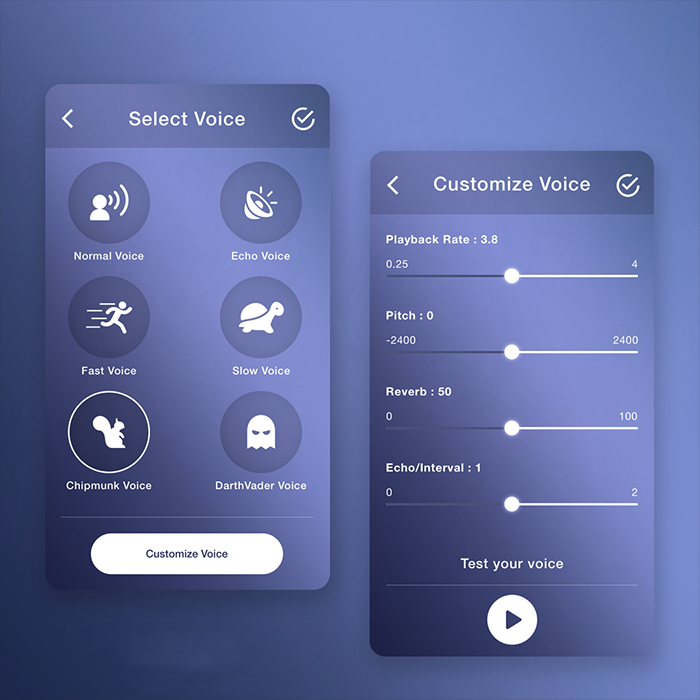 Select Voice
Normal Voice
Echo Voice
Fast Voice
Slow Voice
Chipmunk Voice
DarthVader Voice
Customize Voice
Customize Voice
Playback Rate : 3.8
0.25 4
Pitch : 0
-2400 2400
Reverb : 50
0 100
Echo/Interval : 1
0 2
Test your voice